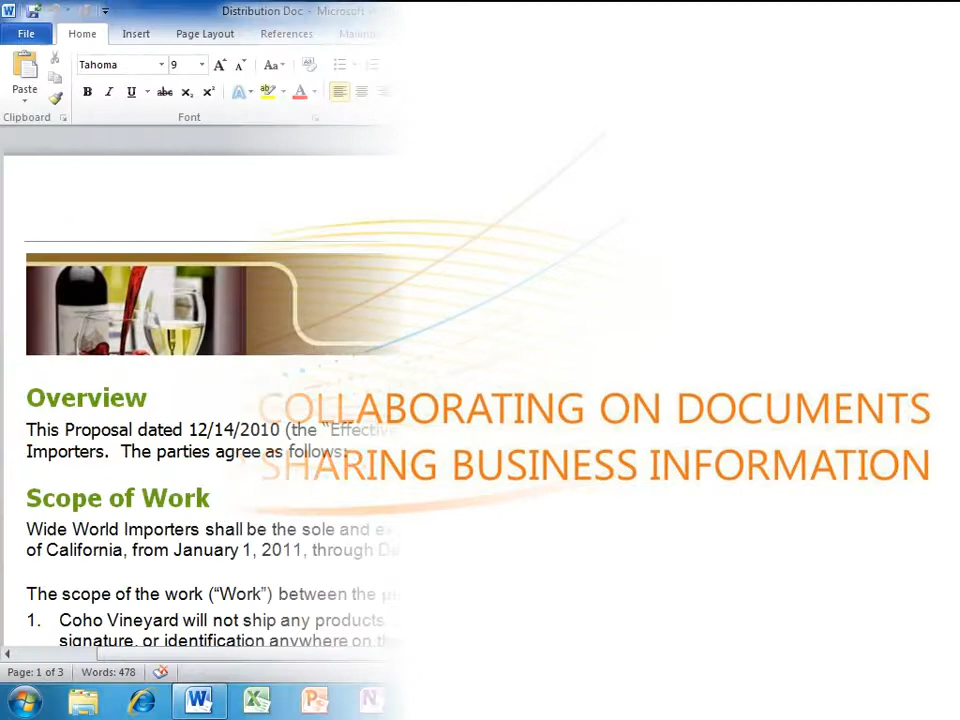 Distribution Doc - Microsoft
File Home Insert Page Layout References
Tahoma 9
Paste
Clipboard Font
Overview
This Proposal dated 12/14/2010 (the “Effective
Importers. The parties agree as follows:
COLLABORATING ON DOCUMENTS
SHARING BUSINESS INFORMATION
Scope of Work
Wide World Importers shall be the sole and
of California, from January 1, 2011, through
The scope of the work (“Work”) between the
1. Coho Vineyard will not ship any products
signature, or identification anywhere on
Page: 1 of 3 Words: 478